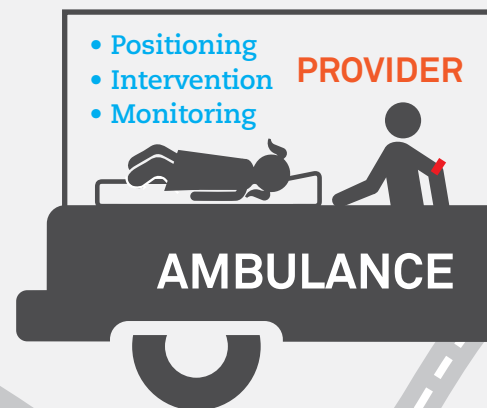 • Positioning
• Intervention
• Monitoring
PROVIDER
AMBULANCE